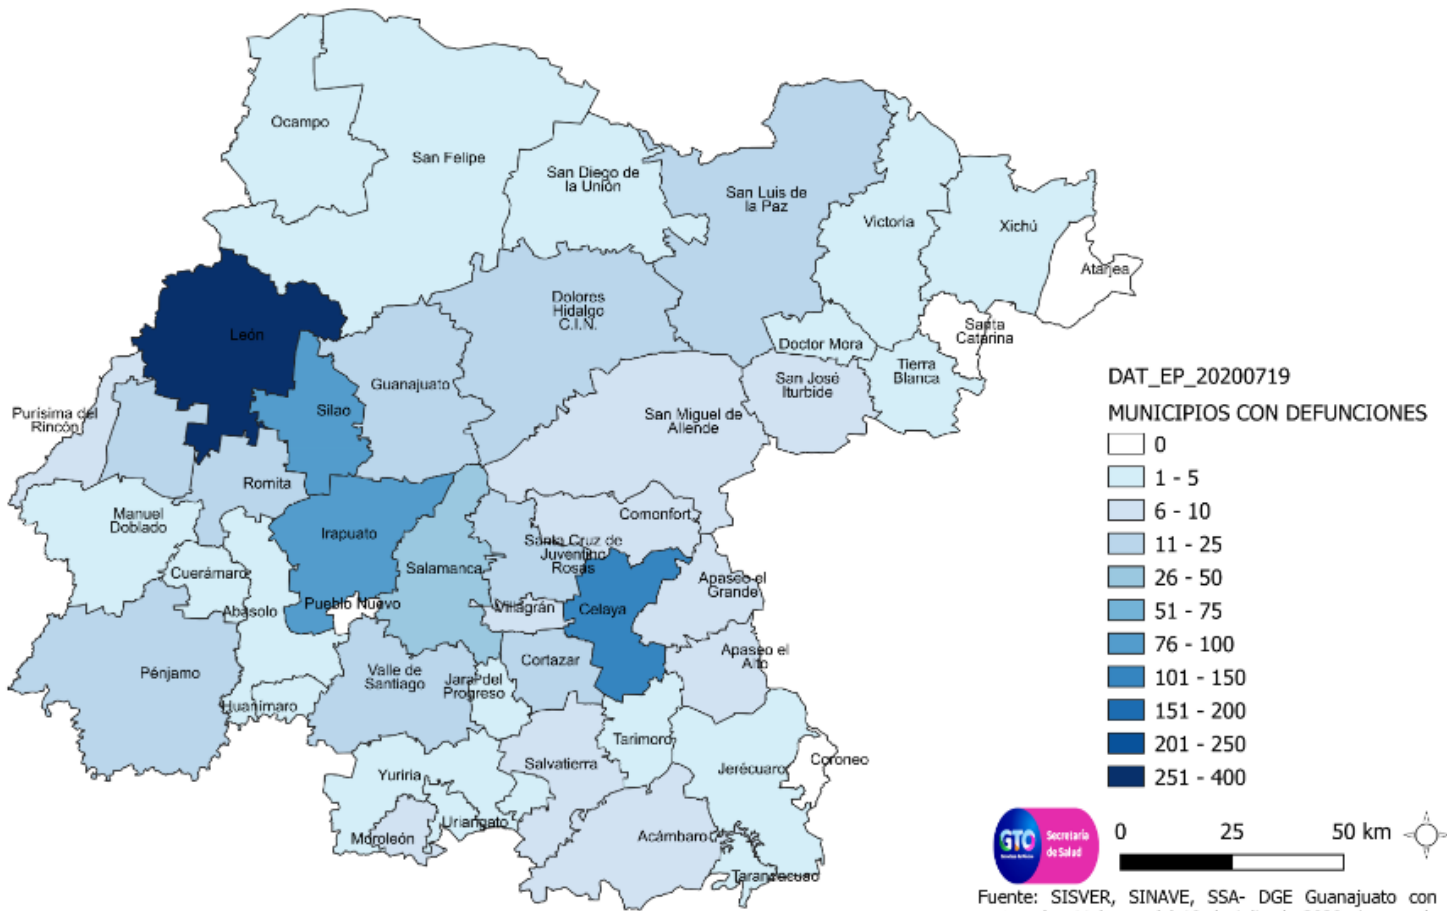 Ocampo
San Felipe
San Diego de
la Unión
San Luis de
la Paz
Victoria
Xichú
Atarjea
Santa
Catarina
Dolores
Hidalgo
C.I.N.
León
Doctor Mora
Tierra
Blanca
San José
Iturbide
Guanajuato
Silao
Purísima del
Rincón
San Miguel de
Allende
Romita
Manuel
Doblado
Irapuato
Comonfort
Santa Cruz de
Juventino
Rosas
Salamanca
Cuerámaro
Apaseo el
Grande
Abasolo
Pueblo Nuevo
Villagrán
Celaya
Apaseo el
Alto
Cortazar
Pénjamo
Valle de
Santiago
Jaral del
Progreso
Huanímaro
Tarimoro
Salvatierra
Jerécuaro
Coroneo
Yuriria
Uriangato
Moroleón
Acámbaro
Tarandacuao
DAT_EP_20200719
MUNICIPIOS CON DEFUNCIONES
0
1 - 5
6 - 10
11 - 25
26 - 50
51 - 75
76 - 100
101 - 150
151 - 200
201 - 250
251 - 400
GTO
Secretaría
de Salud
0 25 50 km
Fuente: SISVER, SINAVE, SSA- DGE Guanajuato con